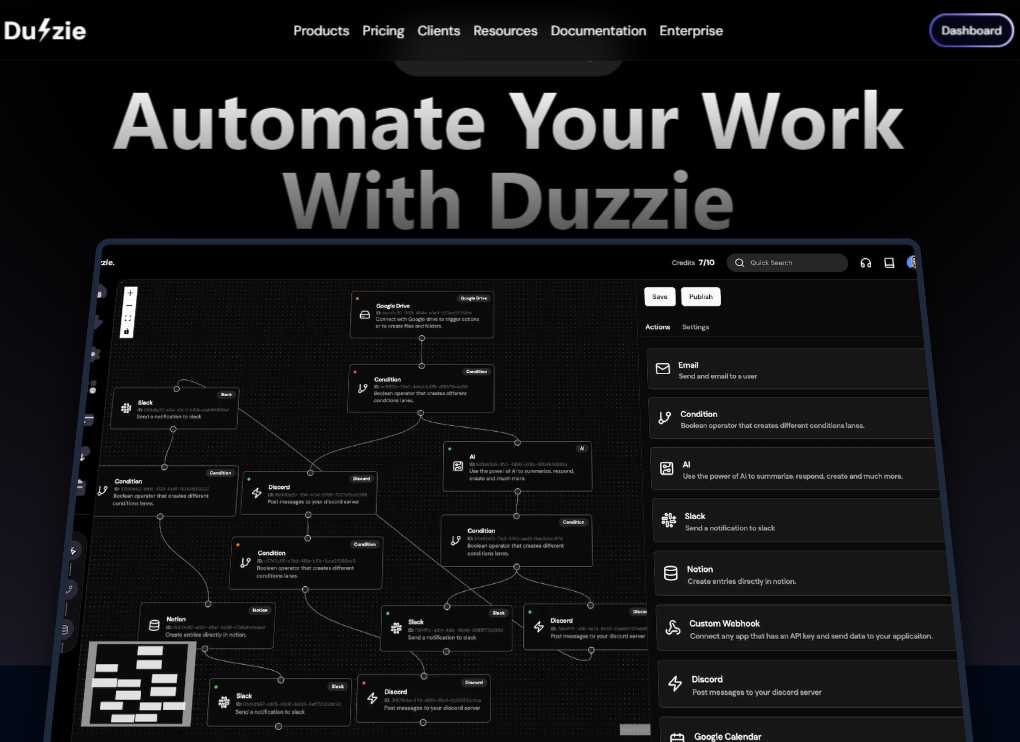 Du zie
Products Pricing Clients Resources Documentation Enterprise
Dashboard
Automate Your Work
With Duzzie
zzle.
Credits 7/10
Quick Search
Save Publish
Actions Settings
Google Drive
Google Drive
Connect with Google drive to trigger actions
or to create files and folders.
Condition
Condition
Boolean operator that creates different
conditions lanes.
Slack
Slack
Send a notification to slack
AI
AI
Use the power of AI to summarize, respond,
create and much more
Condition
Condition
Boolean operator that creates different
conditions lanes.
Discord
Discord
Post messages to your discord server
Condition
Condition
Boolean operator that creates different
conditions lanes.
Condition
Condition
Boolean operator that creates different
conditions lanes.
Notion
Notion
Create entries directly in notion.
Slack
Slack
Send a notification to slack
Discord
Post messages to your discord server
Slack
Slack
Send a notification to slack
Discord
Discord
Post messages to your discord server
Email
Send and email to a user
Condition
Boolean operator that creates different conditions lanes.
AI
Use the power of AI to summarize, respond, create and much more.
Slack
Send a notification to slack
Notion
Create entries directly in notion.
Custom Webhook
Connect any app that has an API key and send data to your applicaiton.
Discord
Post messages to your discord server
Google Calendar